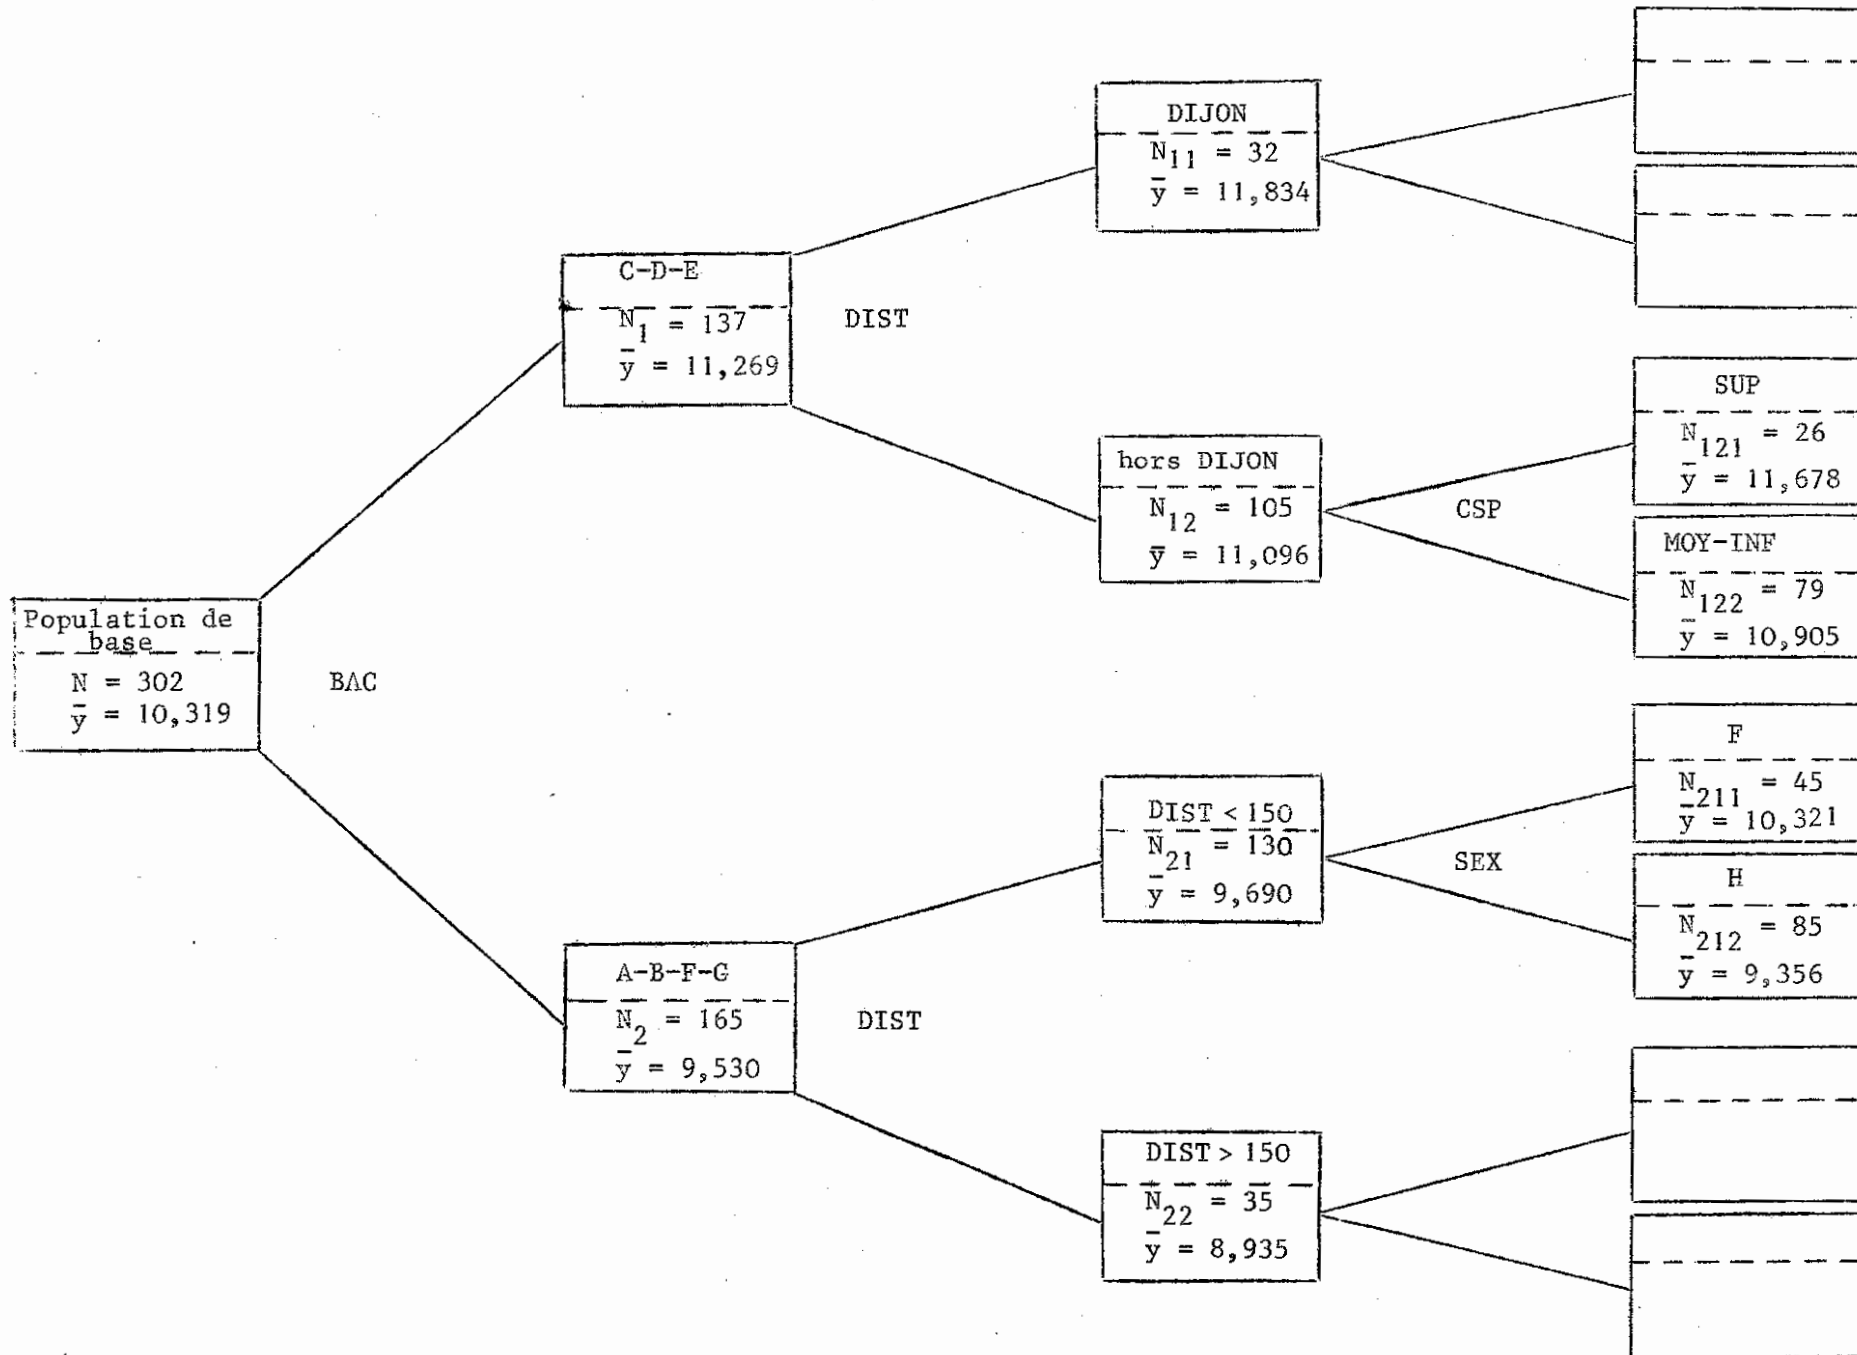 Population de
base
N = 302
ȳ = 10,319
BAC
C-D-E
N₁ = 137
ȳ = 11,269
DIST
A-B-F-G
N₂ = 165
ȳ = 9,530
DIST
DIJON
N₁₁ = 32
ȳ = 11,834
hors DIJON
N₁₂ = 105
ȳ = 11,096
CSP
DIST < 150
N₂₁ = 130
ȳ = 9,690
SEX
DIST > 150
N₂₂ = 35
ȳ = 8,935
SUP
N₁₂₁ = 26
ȳ = 11,678
MOY-INF
N₁₂₂ = 79
ȳ = 10,905
F
N₂₁₁ = 45
ȳ = 10,321
H
N₂₁₂ = 85
ȳ = 9,356